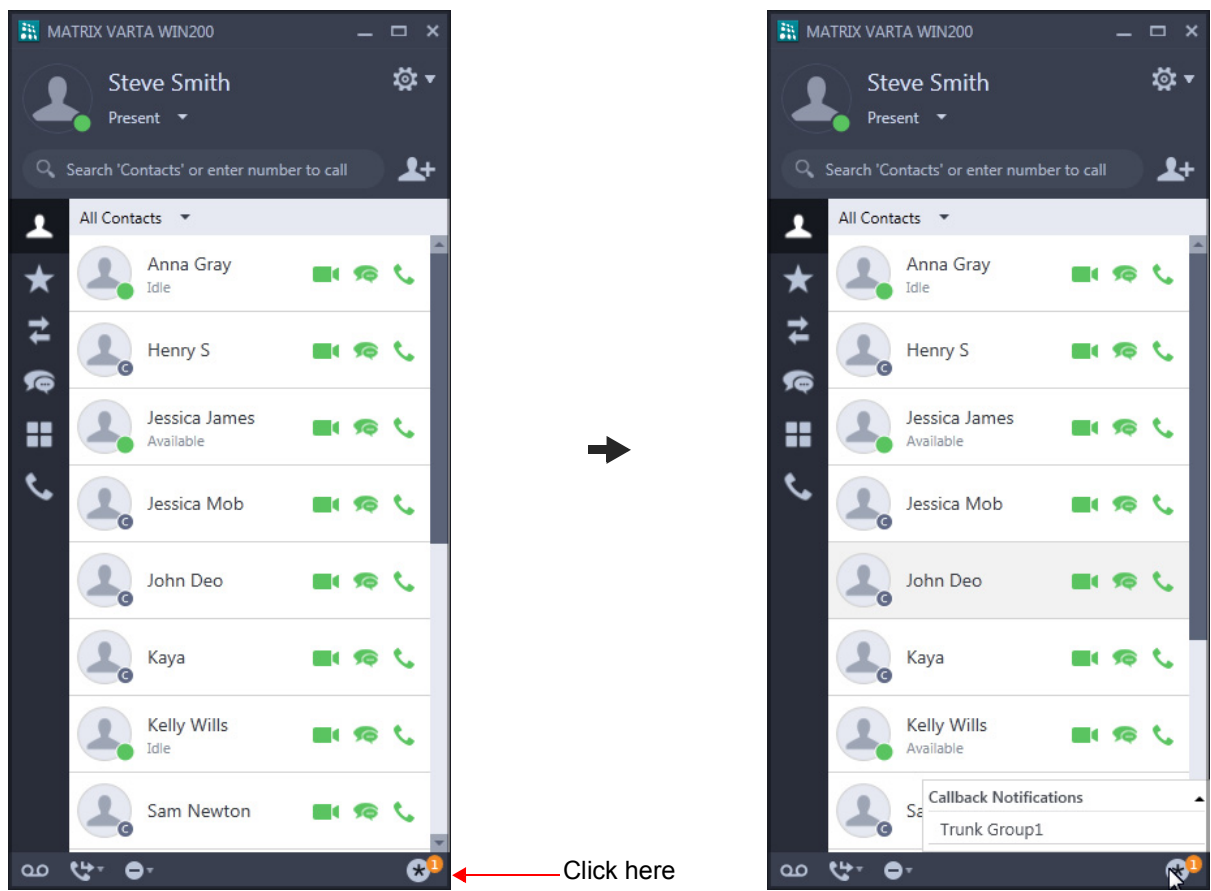 MATRIX VARTA WIN200
Steve Smith
Present
Search 'Contacts' or enter number to call
All Contacts
Anna Gray
Idle
Henry S
C
Jessica James
Available
Jessica Mob
C
John Deo
C
Kaya
C
Kelly Wills
Idle
Sam Newton
C
1
Click here
MATRIX VARTA WIN200
Steve Smith
Present
Search 'Contacts' or enter number to call
All Contacts
Anna Gray
Idle
Henry S
C
Jessica James
Available
Jessica Mob
C
John Deo
C
Kaya
C
Kelly Wills
Available
Sa
C
Callback Notifications
Trunk Group1
1